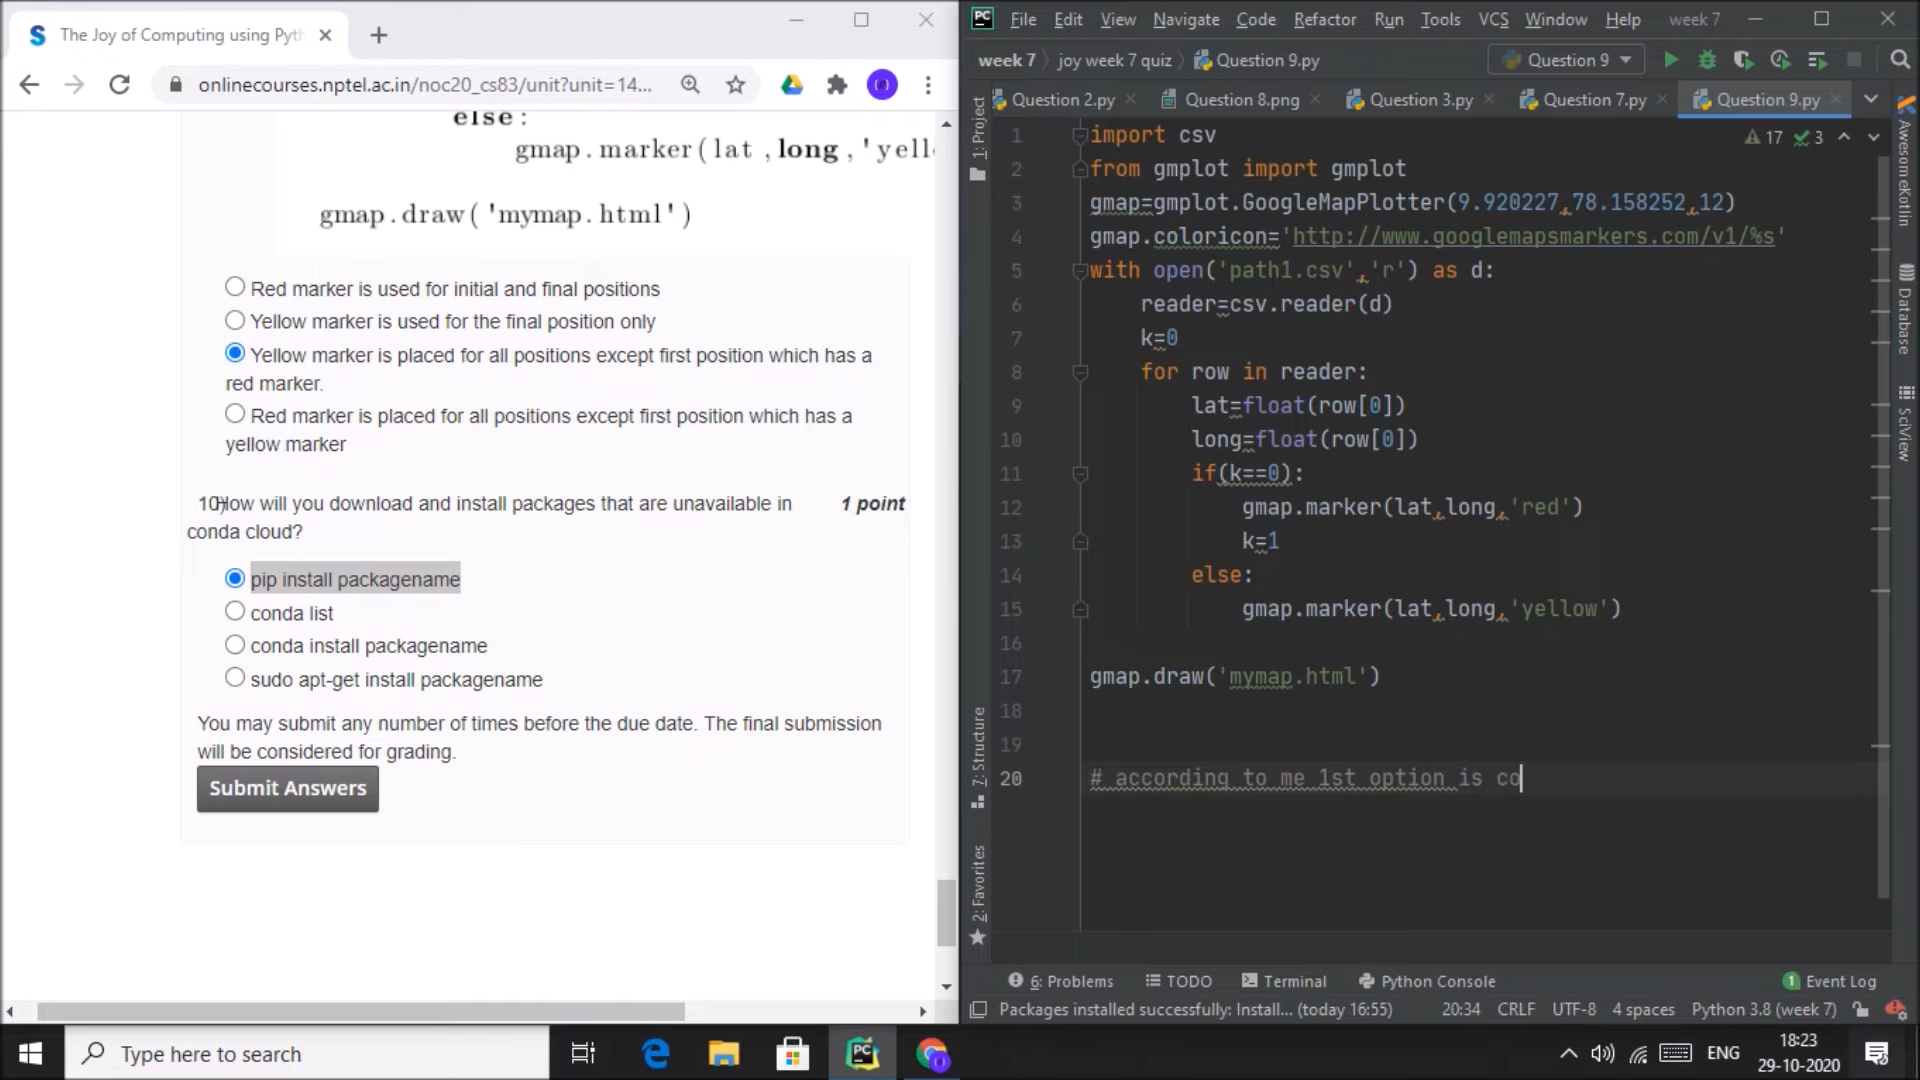 The Joy of Computing using Pyth
onlinecourses.nptel.ac.in/noc20_cs83/unit?unit=14...
else:
gmap.marker(lat,long,'yell
gmap.draw('mymap.html')
Red marker is used for initial and final positions
Yellow marker is used for the final position only
Yellow marker is placed for all positions except first position which has a
red marker.
Red marker is placed for all positions except first position which has a
yellow marker
10) How will you download and install packages that are unavailable in 1 point
conda cloud?
pip install packagename
conda list
conda install packagename
sudo apt-get install packagename
You may submit any number of times before the due date. The final submission
will be considered for grading.
Submit Answers
PC File Edit View Navigate Code Refactor Run Tools VCS Window Help week 7
week 7 joy week 7 quiz Question 9.py Question 9
Question 2.py Question 8.png Question 3.py Question 7.py Question 9.py
17 3
1 import csv
2 from gmplot import gmplot
3 gmap=gmplot.GoogleMapPlotter(9.920227,78.158252,12)
4 gmap.coloricon='http://www.googlemapsmarkers.com/v1/%s'
5 with open('path1.csv','r') as d:
6 reader=csv.reader(d)
7 k=0
8 for row in reader:
9 lat=float(row[0])
10 long=float(row[0])
11 if(k==0):
12 gmap.marker(lat,long,'red')
13 k=1
14 else:
15 gmap.marker(lat,long,'yellow')
16
17 gmap.draw('mymap.html')
18
19
20 # according to me 1st option is co
1: Project
7: Structure
2: Favorites
AwesomeKotlin
Database
SciView
6: Problems TODO Terminal Python Console 1 Event Log
Packages installed successfully: Install... (today 16:55) 20:34 CRLF UTF-8 4 spaces Python 3.8 (week 7)
Type here to search
PC
ENG
18:23
29-10-2020